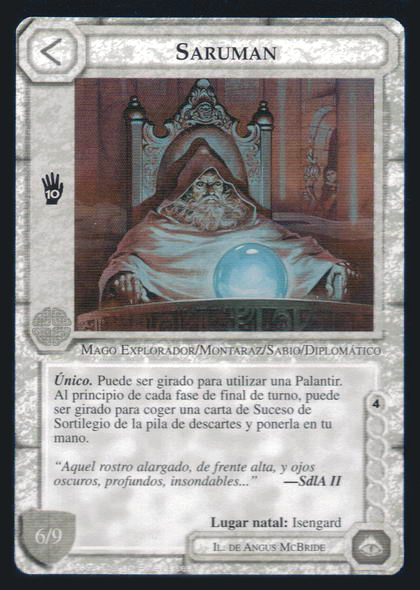 SARUMAN
10
MAGO EXPLORADOR/MONTARAZ/SABIO/DIPLOMÁTICO
Único. Puede ser girado para utilizar una Palantir.
Al principio de cada fase de final de turno, puede
ser girado para coger una carta de Suceso de
Sortilegio de la pila de descartes y ponerla en tu
mano.
4
"Aquel rostro alargado, de frente alta, y ojos
oscuros, profundos, insondables..." —SdlA II
Lugar natal: Isengard
6/9
IL. DE ANGUS MCBRIDE